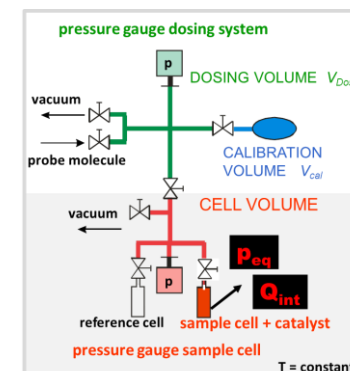 pressure gauge dosing system
p
DOSING VOLUME
vacuum
probe molecule
CALIBRATION
VOLUME Vcal
CELL VOLUME
vacuum
peq
p
Qint
reference cell
sample cell + catalyst
pressure gauge sample cell
T = constant